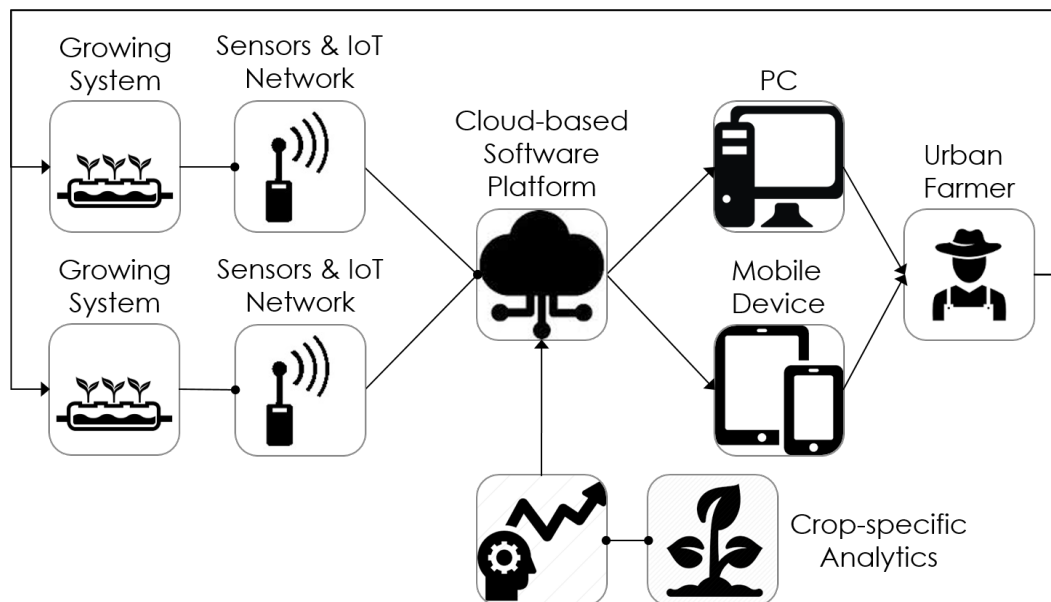 Growing
System
Sensors & IoT
Network
Cloud-based
Software
Platform
PC
Urban
Farmer
Growing
System
Sensors & IoT
Network
Mobile
Device
Crop-specific
Analytics